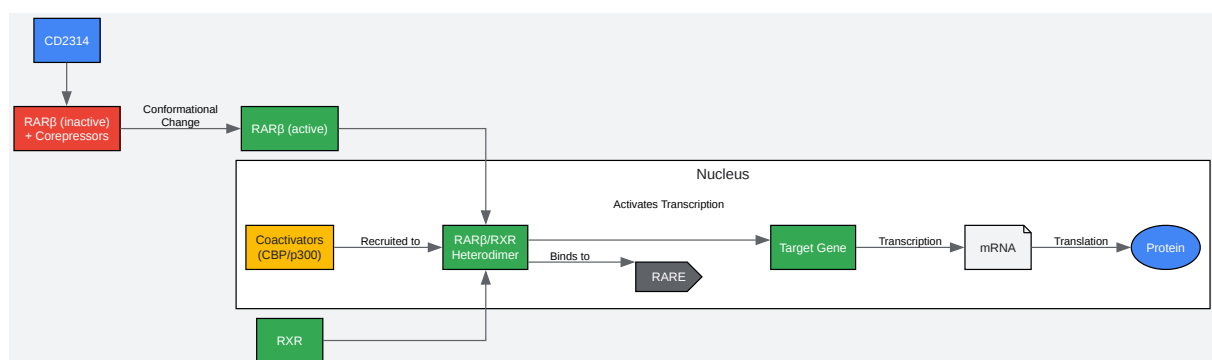 CD2314
RARβ (inactive)
+ Corepressors
Conformational
Change
RARβ (active)
Nucleus
Activates Transcription
Coactivators
(CBP/p300)
Recruited to
RARβ/RXR
Heterodimer
Binds to
RARE
Target Gene
Transcription
mRNA
Translation
Protein
RXR